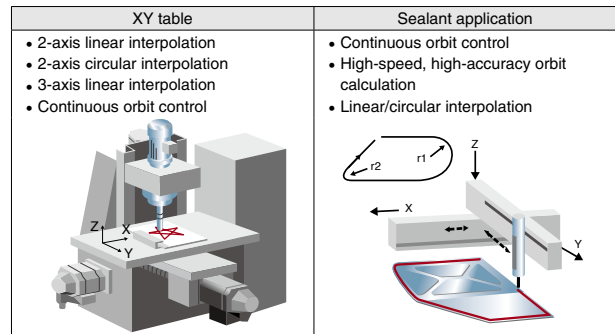 XY table
• 2-axis linear interpolation
• 2-axis circular interpolation
• 3-axis linear interpolation
• Continuous orbit control
Z
X
Y
Sealant application
• Continuous orbit control
• High-speed, high-accuracy orbit
calculation
• Linear/circular interpolation
r1
r2
Z
X
Y